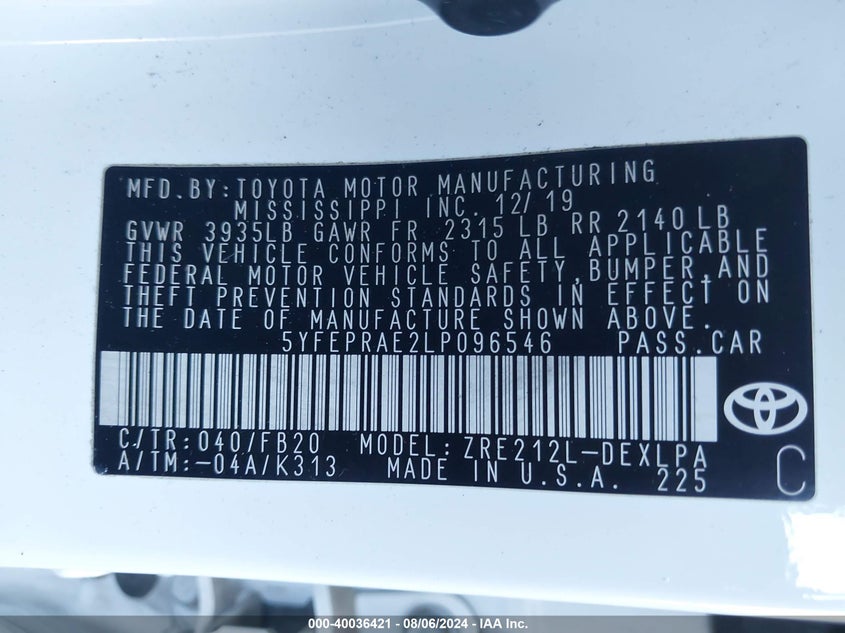 MFD.BY:TOYOTA MOTOR MANUFACTURING
MISSISSIPPI INC. 12/19
GVWR 3935LB GAWR FR 2315 LB RR 2140 LB
THIS VEHICLE CONFORMS TO ALL APPLICABLE
FEDERAL MOTOR VEHICLE SAFETY,BUMPER,AND
THEFT PREVENTION STANDARDS IN EFFECT ON
THE DATE OF MANUFACTURE SHOWN ABOVE.
5YFEPRAE2LP096546 PASS.CAR
C/TR:040/FB20 MODEL:ZRE212L-DEXLPA
A/TM:-04A/K313 MADE IN U.S.A. 225
C
000-40036421 - 08/06/2024 - IAA Inc.